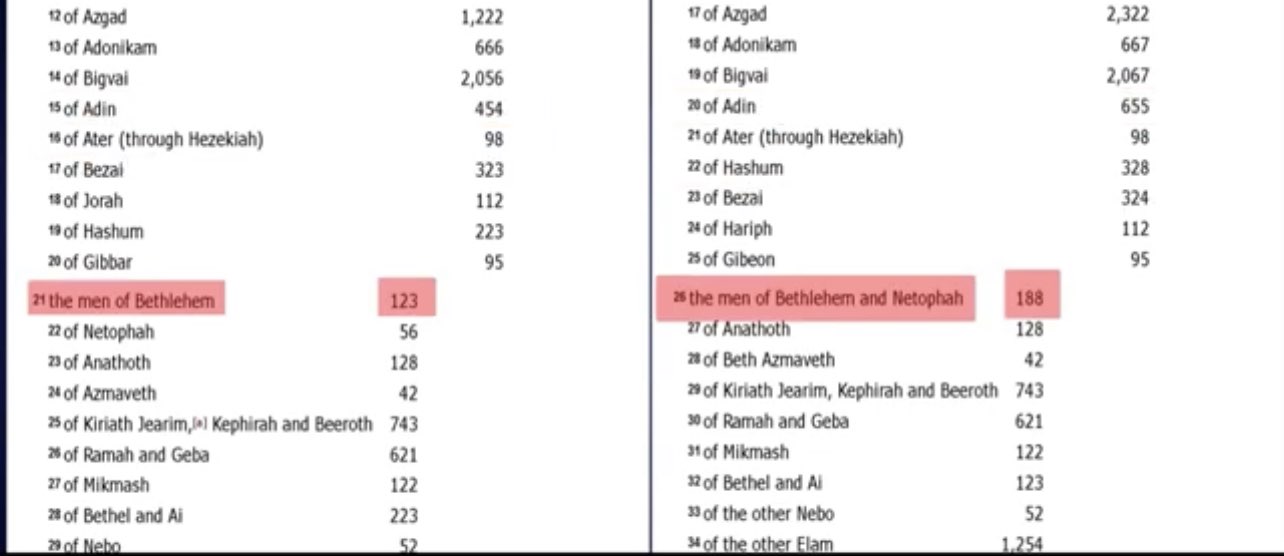 12 of Azgad 1,222
13 of Adonikam 666
14 of Bigvai 2,056
15 of Adin 454
16 of Ater (through Hezekiah) 98
17 of Bezai 323
18 of Jorah 112
19 of Hashum 223
20 of Gibbar 95
21 the men of Bethlehem 123
22 of Netophah 56
23 of Anathoth 128
24 of Azmaveth 42
25 of Kiriath Jearim,[a] Kephirah and Beeroth 743
26 of Ramah and Geba 621
27 of Mikmash 122
28 of Bethel and Ai 223
29 of Nebo 52
17 of Azgad 2,322
18 of Adonikam 667
19 of Bigvai 2,067
20 of Adin 655
21 of Ater (through Hezekiah) 98
22 of Hashum 328
23 of Bezai 324
24 of Hariph 112
25 of Gibeon 95
26 the men of Bethlehem and Netophah 188
27 of Anathoth 128
28 of Beth Azmaveth 42
29 of Kiriath Jearim, Kephirah and Beeroth 743
30 of Ramah and Geba 621
31 of Mikmash 122
32 of Bethel and Ai 123
33 of the other Nebo 52
34 of the other Elam 1,254